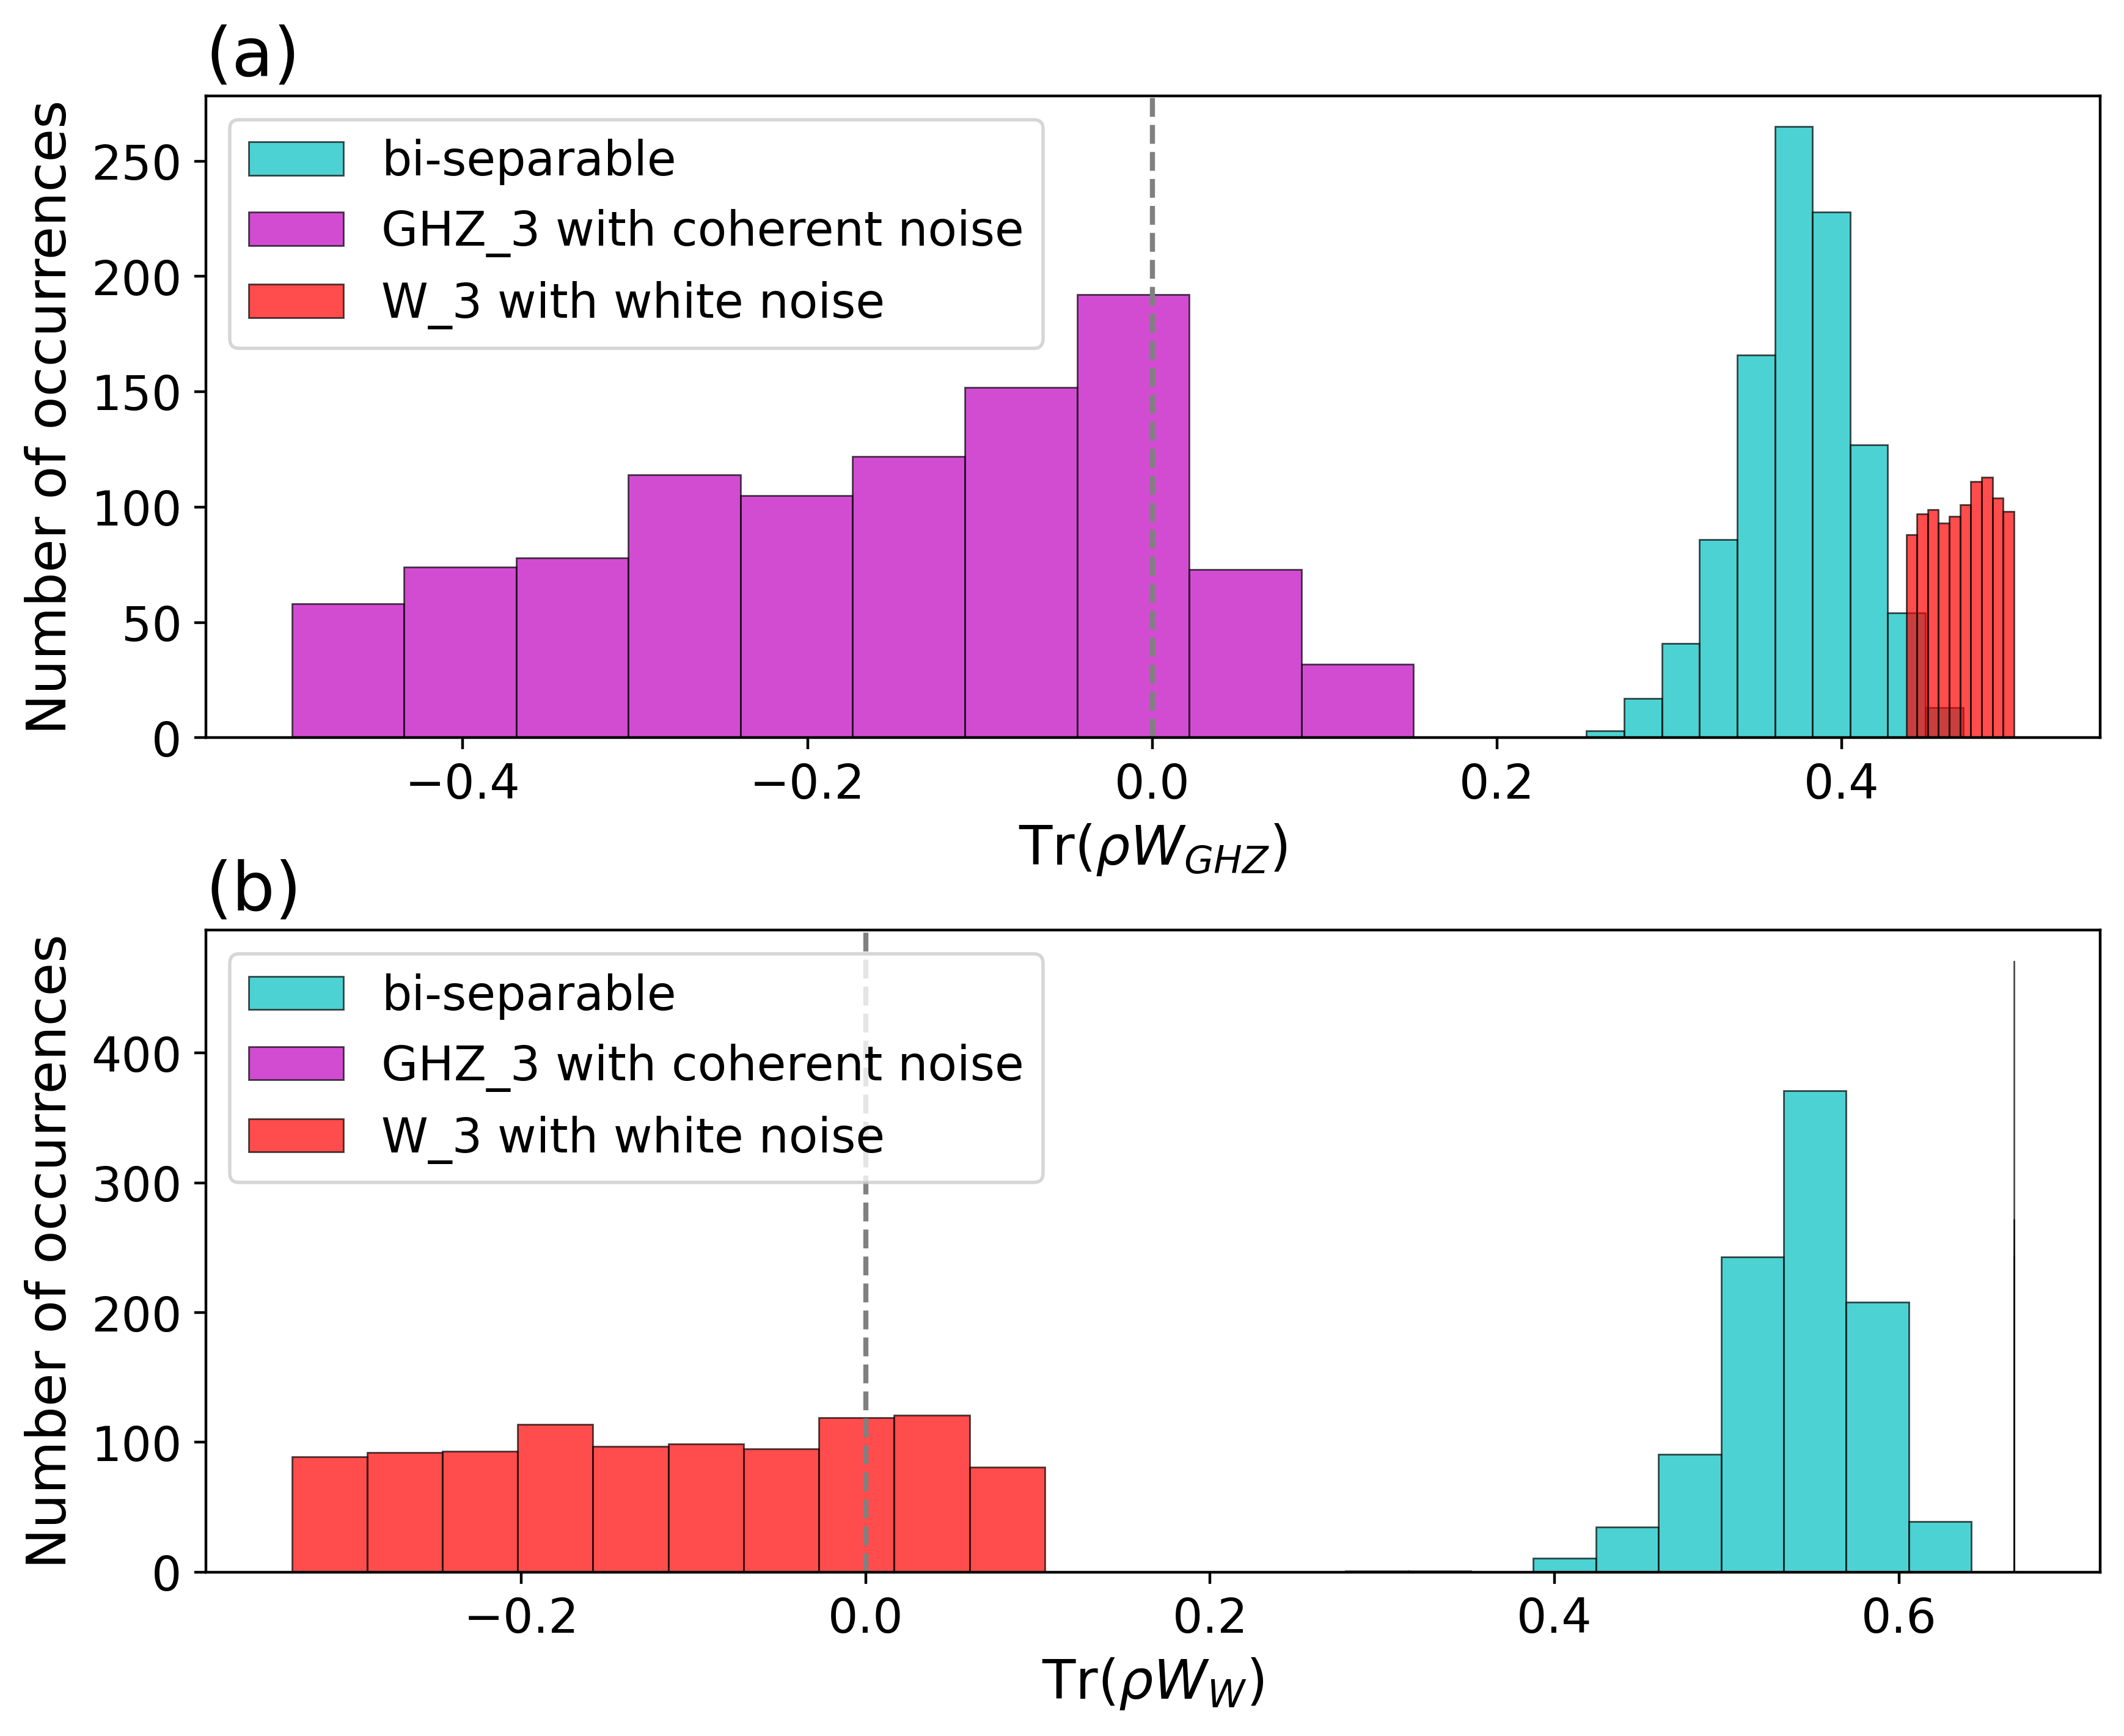 (a)
Number of occurrences
250
200
150
100
50
0
bi-separable
GHZ_3 with coherent noise
W_3 with white noise
−0.4 −0.2 0.0 0.2 0.4
Tr(ρW_{GHZ})
(b)
Number of occurrences
400
300
200
100
0
bi-separable
GHZ_3 with coherent noise
W_3 with white noise
−0.2 0.0 0.2 0.4 0.6
Tr(ρW_W)